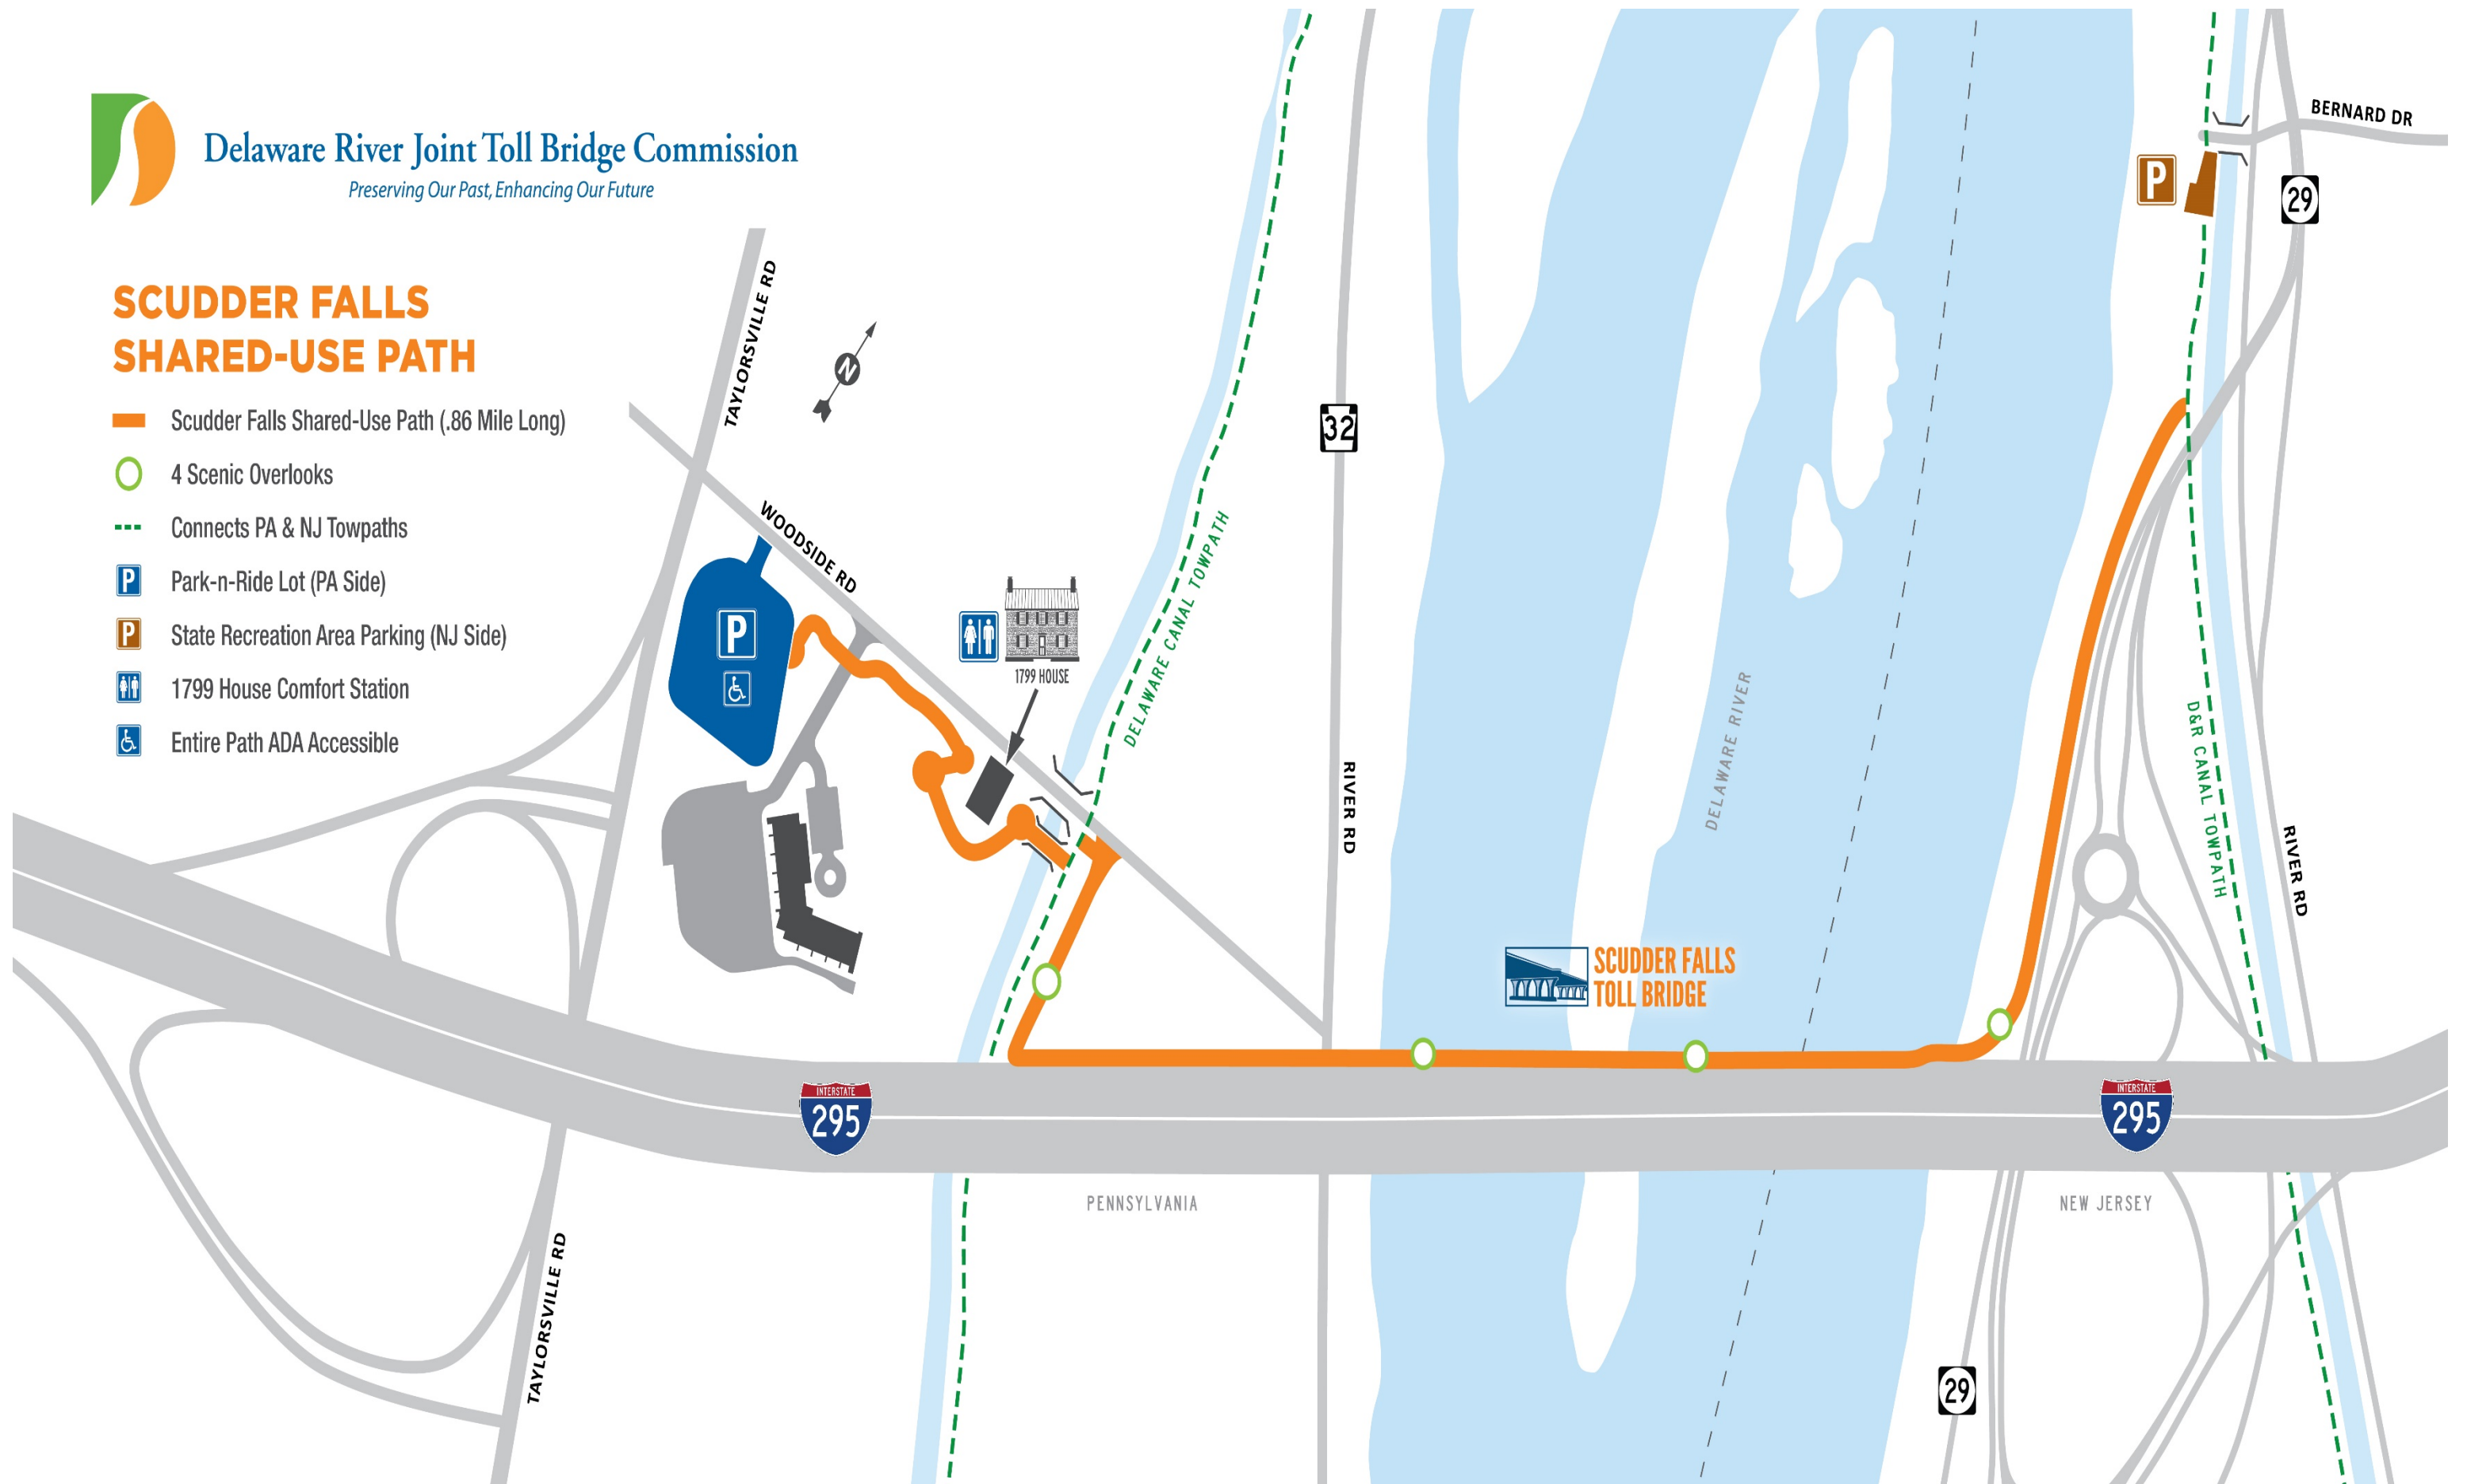 Delaware River Joint Toll Bridge Commission
Preserving Our Past, Enhancing Our Future
SCUDDER FALLS
SHARED-USE PATH
Scudder Falls Shared-Use Path (.86 Mile Long)
4 Scenic Overlooks
Connects PA & NJ Towpaths
P Park-n-Ride Lot (PA Side)
P State Recreation Area Parking (NJ Side)
1799 House Comfort Station
Entire Path ADA Accessible
TAYLORSVILLE RD
N
WOODSIDE RD
P
1799 HOUSE
DELAWARE CANAL TOWPATH
32
RIVER RD
DELAWARE RIVER
SCUDDER FALLS
TOLL BRIDGE
BERNARD DR
P
29
D&R CANAL TOWPATH
RIVER RD
INTERSTATE
295
INTERSTATE
295
PENNSYLVANIA
NEW JERSEY
TAYLORSVILLE RD
29